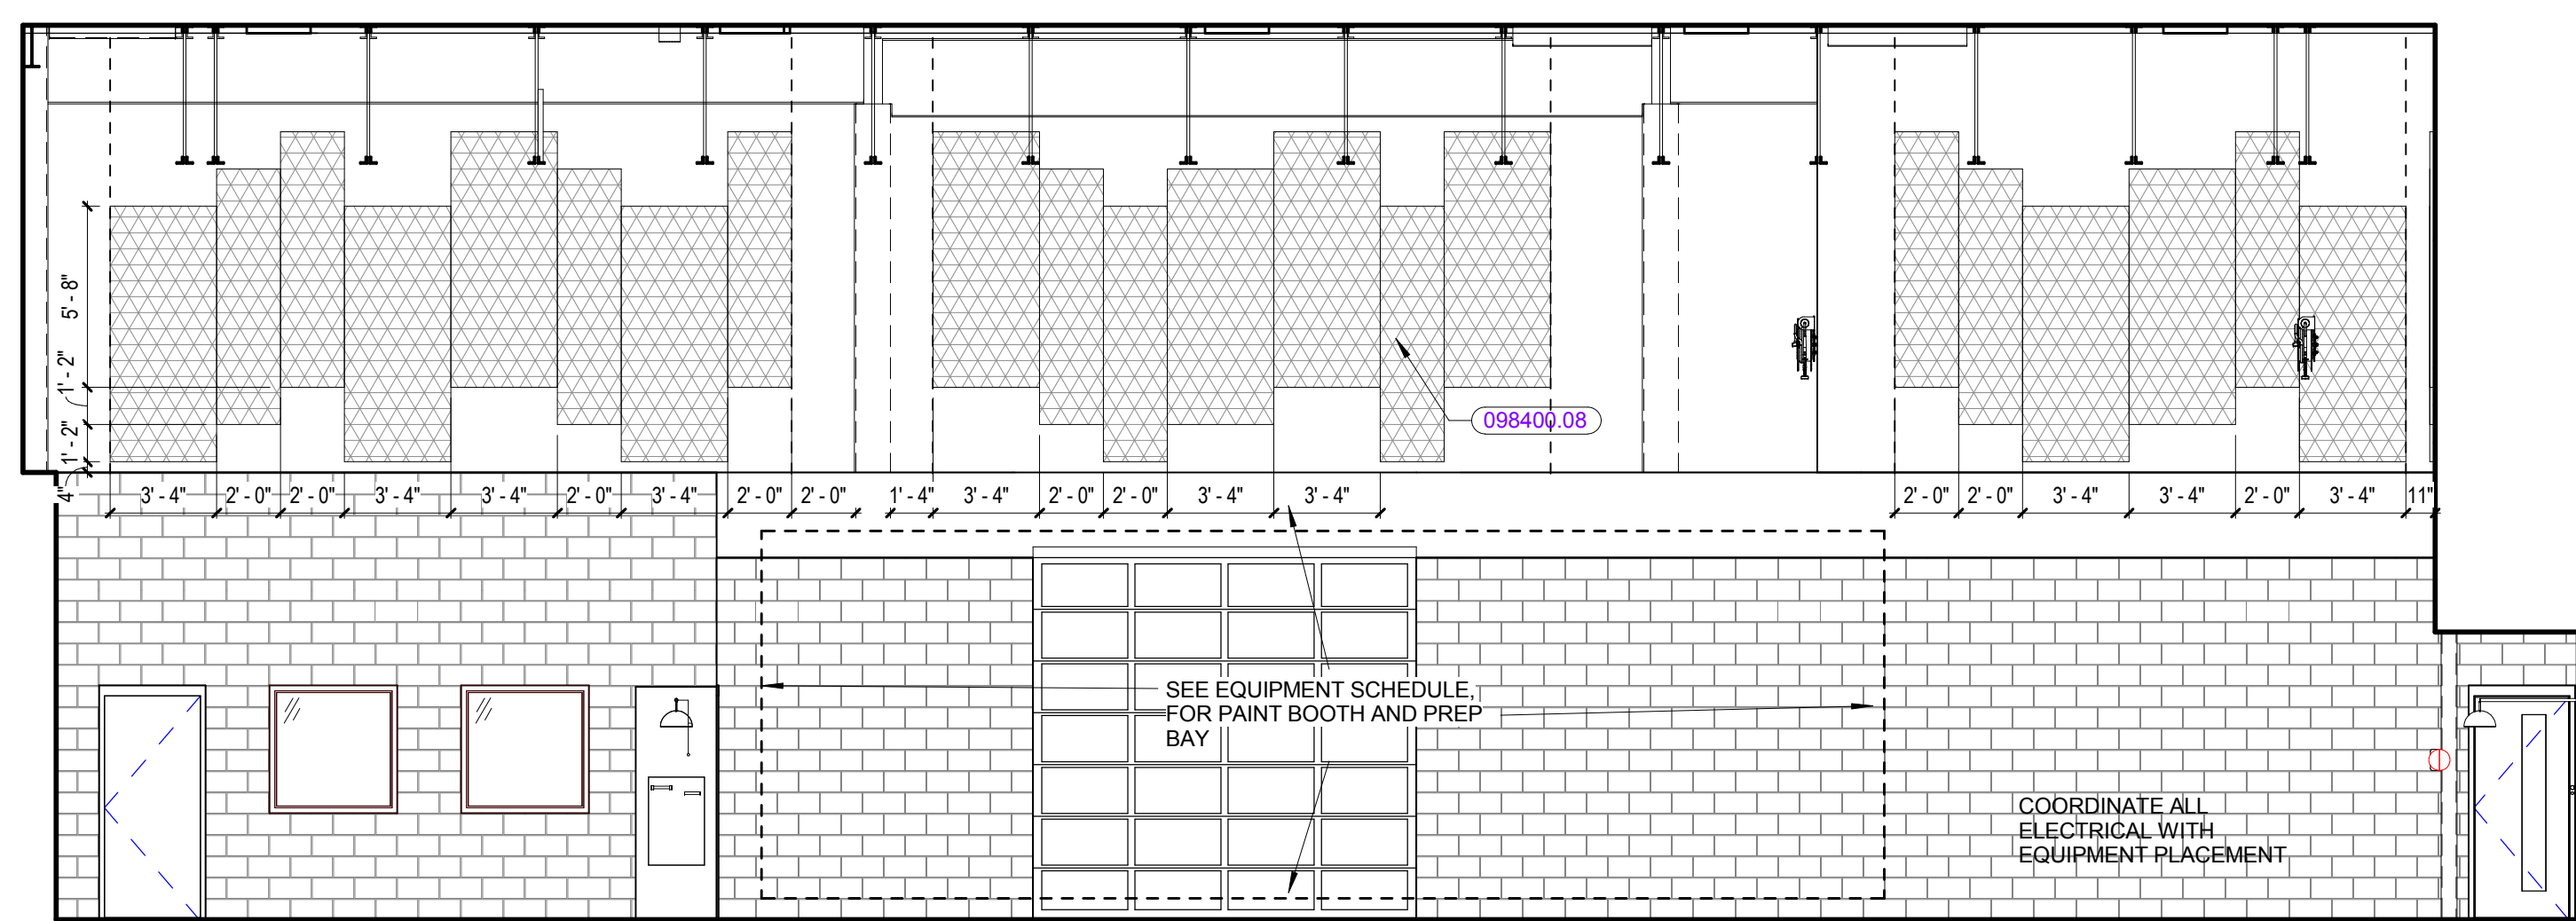 5' - 8"
1' - 2"
1' - 2"
4"
098400.08
3' - 4" 2' - 0" 2' - 0" 3' - 4" 3' - 4" 2' - 0" 3' - 4" 2' - 0" 2' - 0" 1' - 4" 3' - 4" 2' - 0" 2' - 0" 3' - 4" 3' - 4" 2' - 0" 2' - 0" 3' - 4" 3' - 4" 2' - 0" 3' - 4" 11"
SEE EQUIPMENT SCHEDULE,
FOR PAINT BOOTH AND PREP
BAY
COORDINATE ALL
ELECTRICAL WITH
EQUIPMENT PLACEMENT